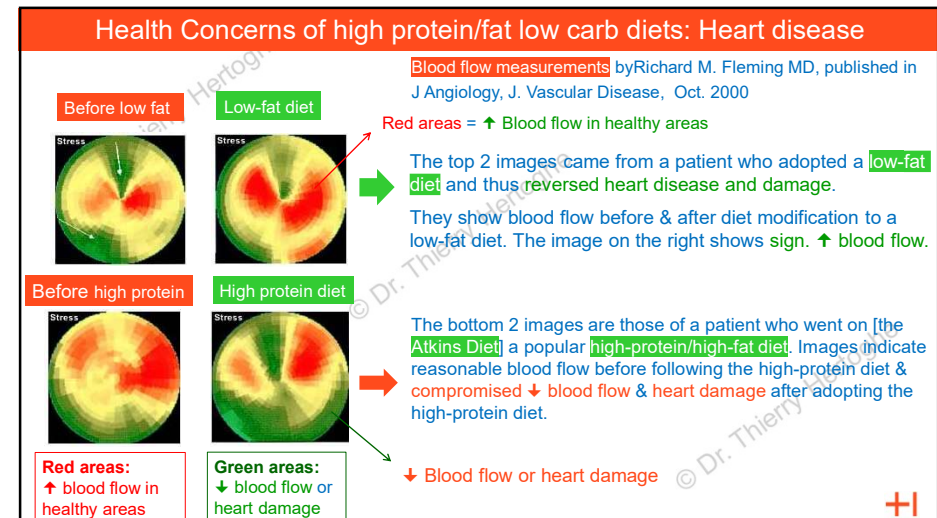 Health Concerns of high protein/fat low carb diets: Heart disease
Before low fat
Low-fat diet
Stress
Stress
Blood flow measurements byRichard M. Fleming MD, published in
J Angiology, J. Vascular Disease, Oct. 2000
Red areas = ↑ Blood flow in healthy areas
The top 2 images came from a patient who adopted a low-fat
diet and thus reversed heart disease and damage.
They show blood flow before & after diet modification to a
low-fat diet. The image on the right shows sign. ↑ blood flow.
Before high protein
High protein diet
Stress
Stress
The bottom 2 images are those of a patient who went on [the
Atkins Diet] a popular high-protein/high-fat diet. Images indicate
reasonable blood flow before following the high-protein diet &
compromised ↓ blood flow & heart damage after adopting the
high-protein diet.
↓ Blood flow or heart damage
Red areas:
↑ blood flow in
healthy areas
Green areas:
↓ blood flow or
heart damage
© Dr. Thierry Hertoghe
© Dr. Thierry Hertoghe